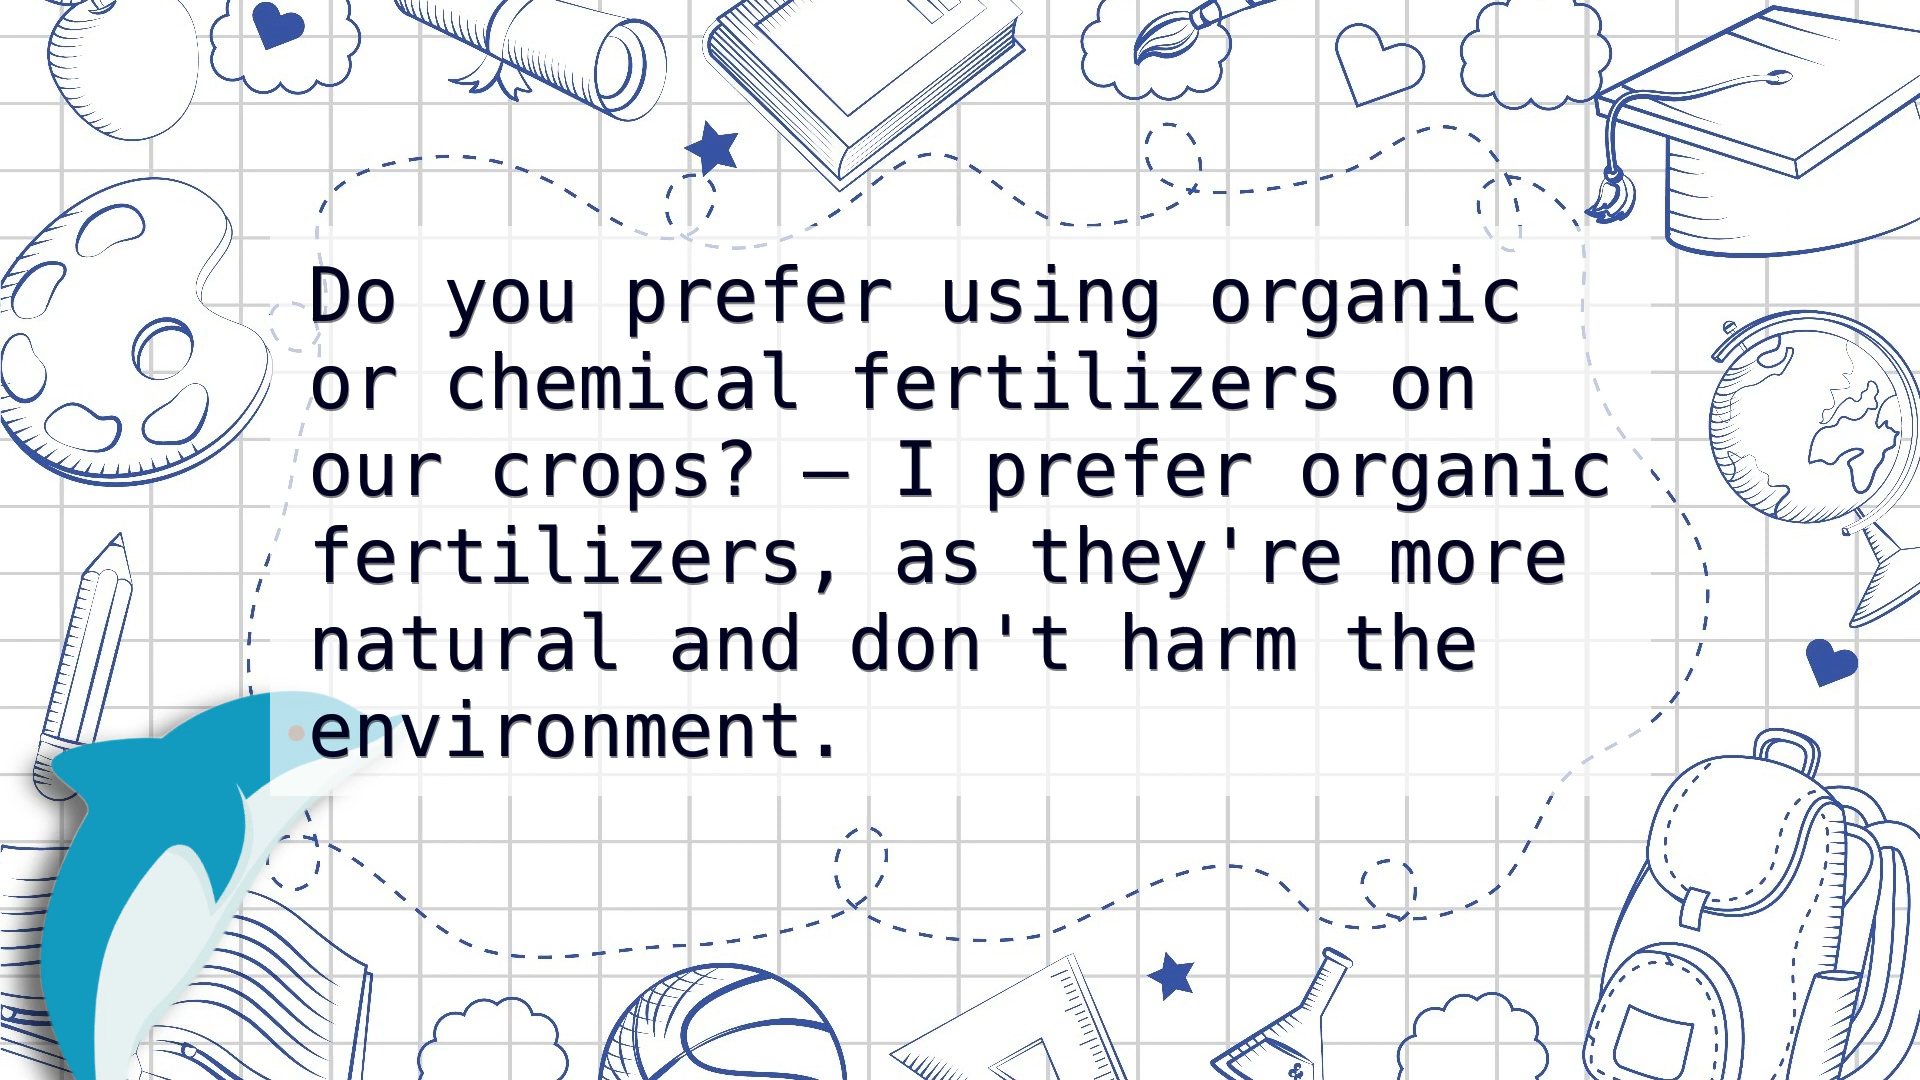 Do you prefer using organic
or chemical fertilizers on
our crops? – I prefer organic
fertilizers, as they're more
natural and don't harm the
environment.